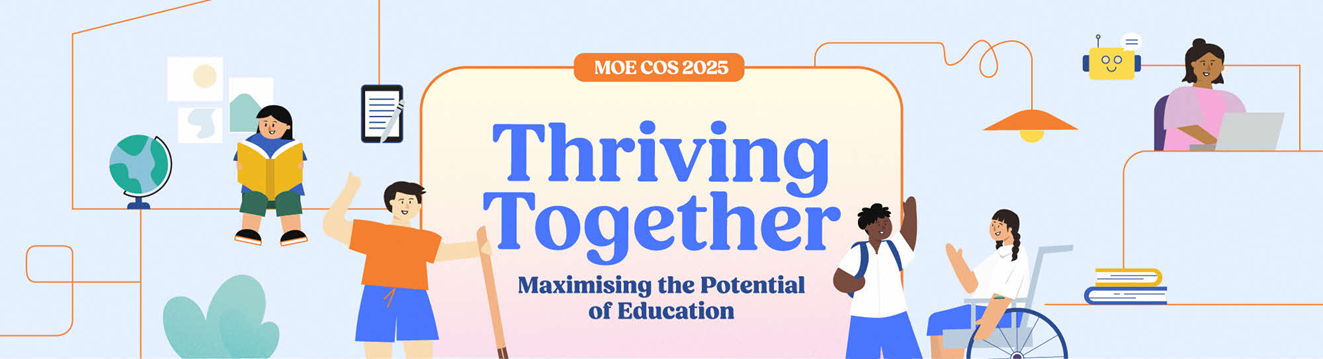 MOE COS 2025
Thriving
Together
Maximising the Potential
of Education